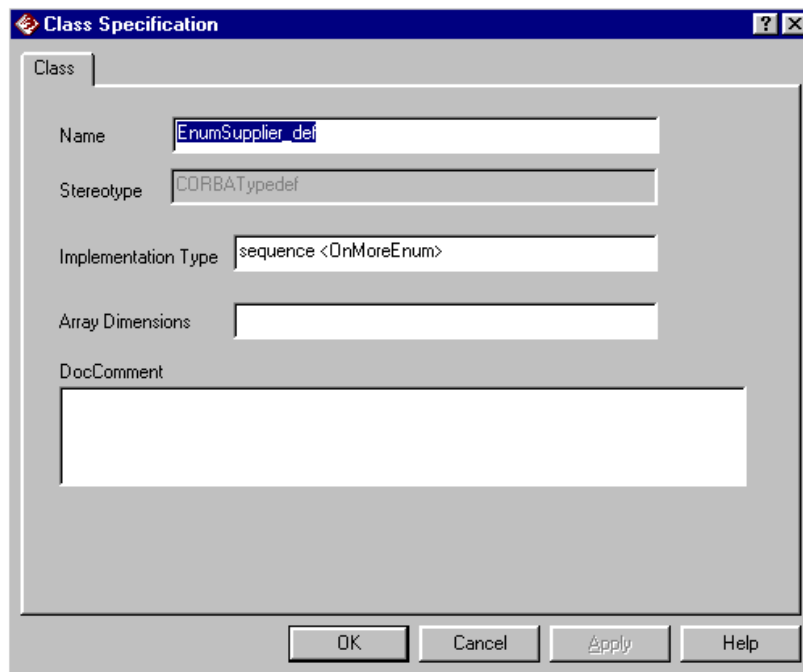 Class Specification
Class
Name EnumSupplier_def
Stereotype CORBATypedef
Implementation Type sequence <OnMoreEnum>
Array Dimensions
DocComment
OK Cancel Apply Help